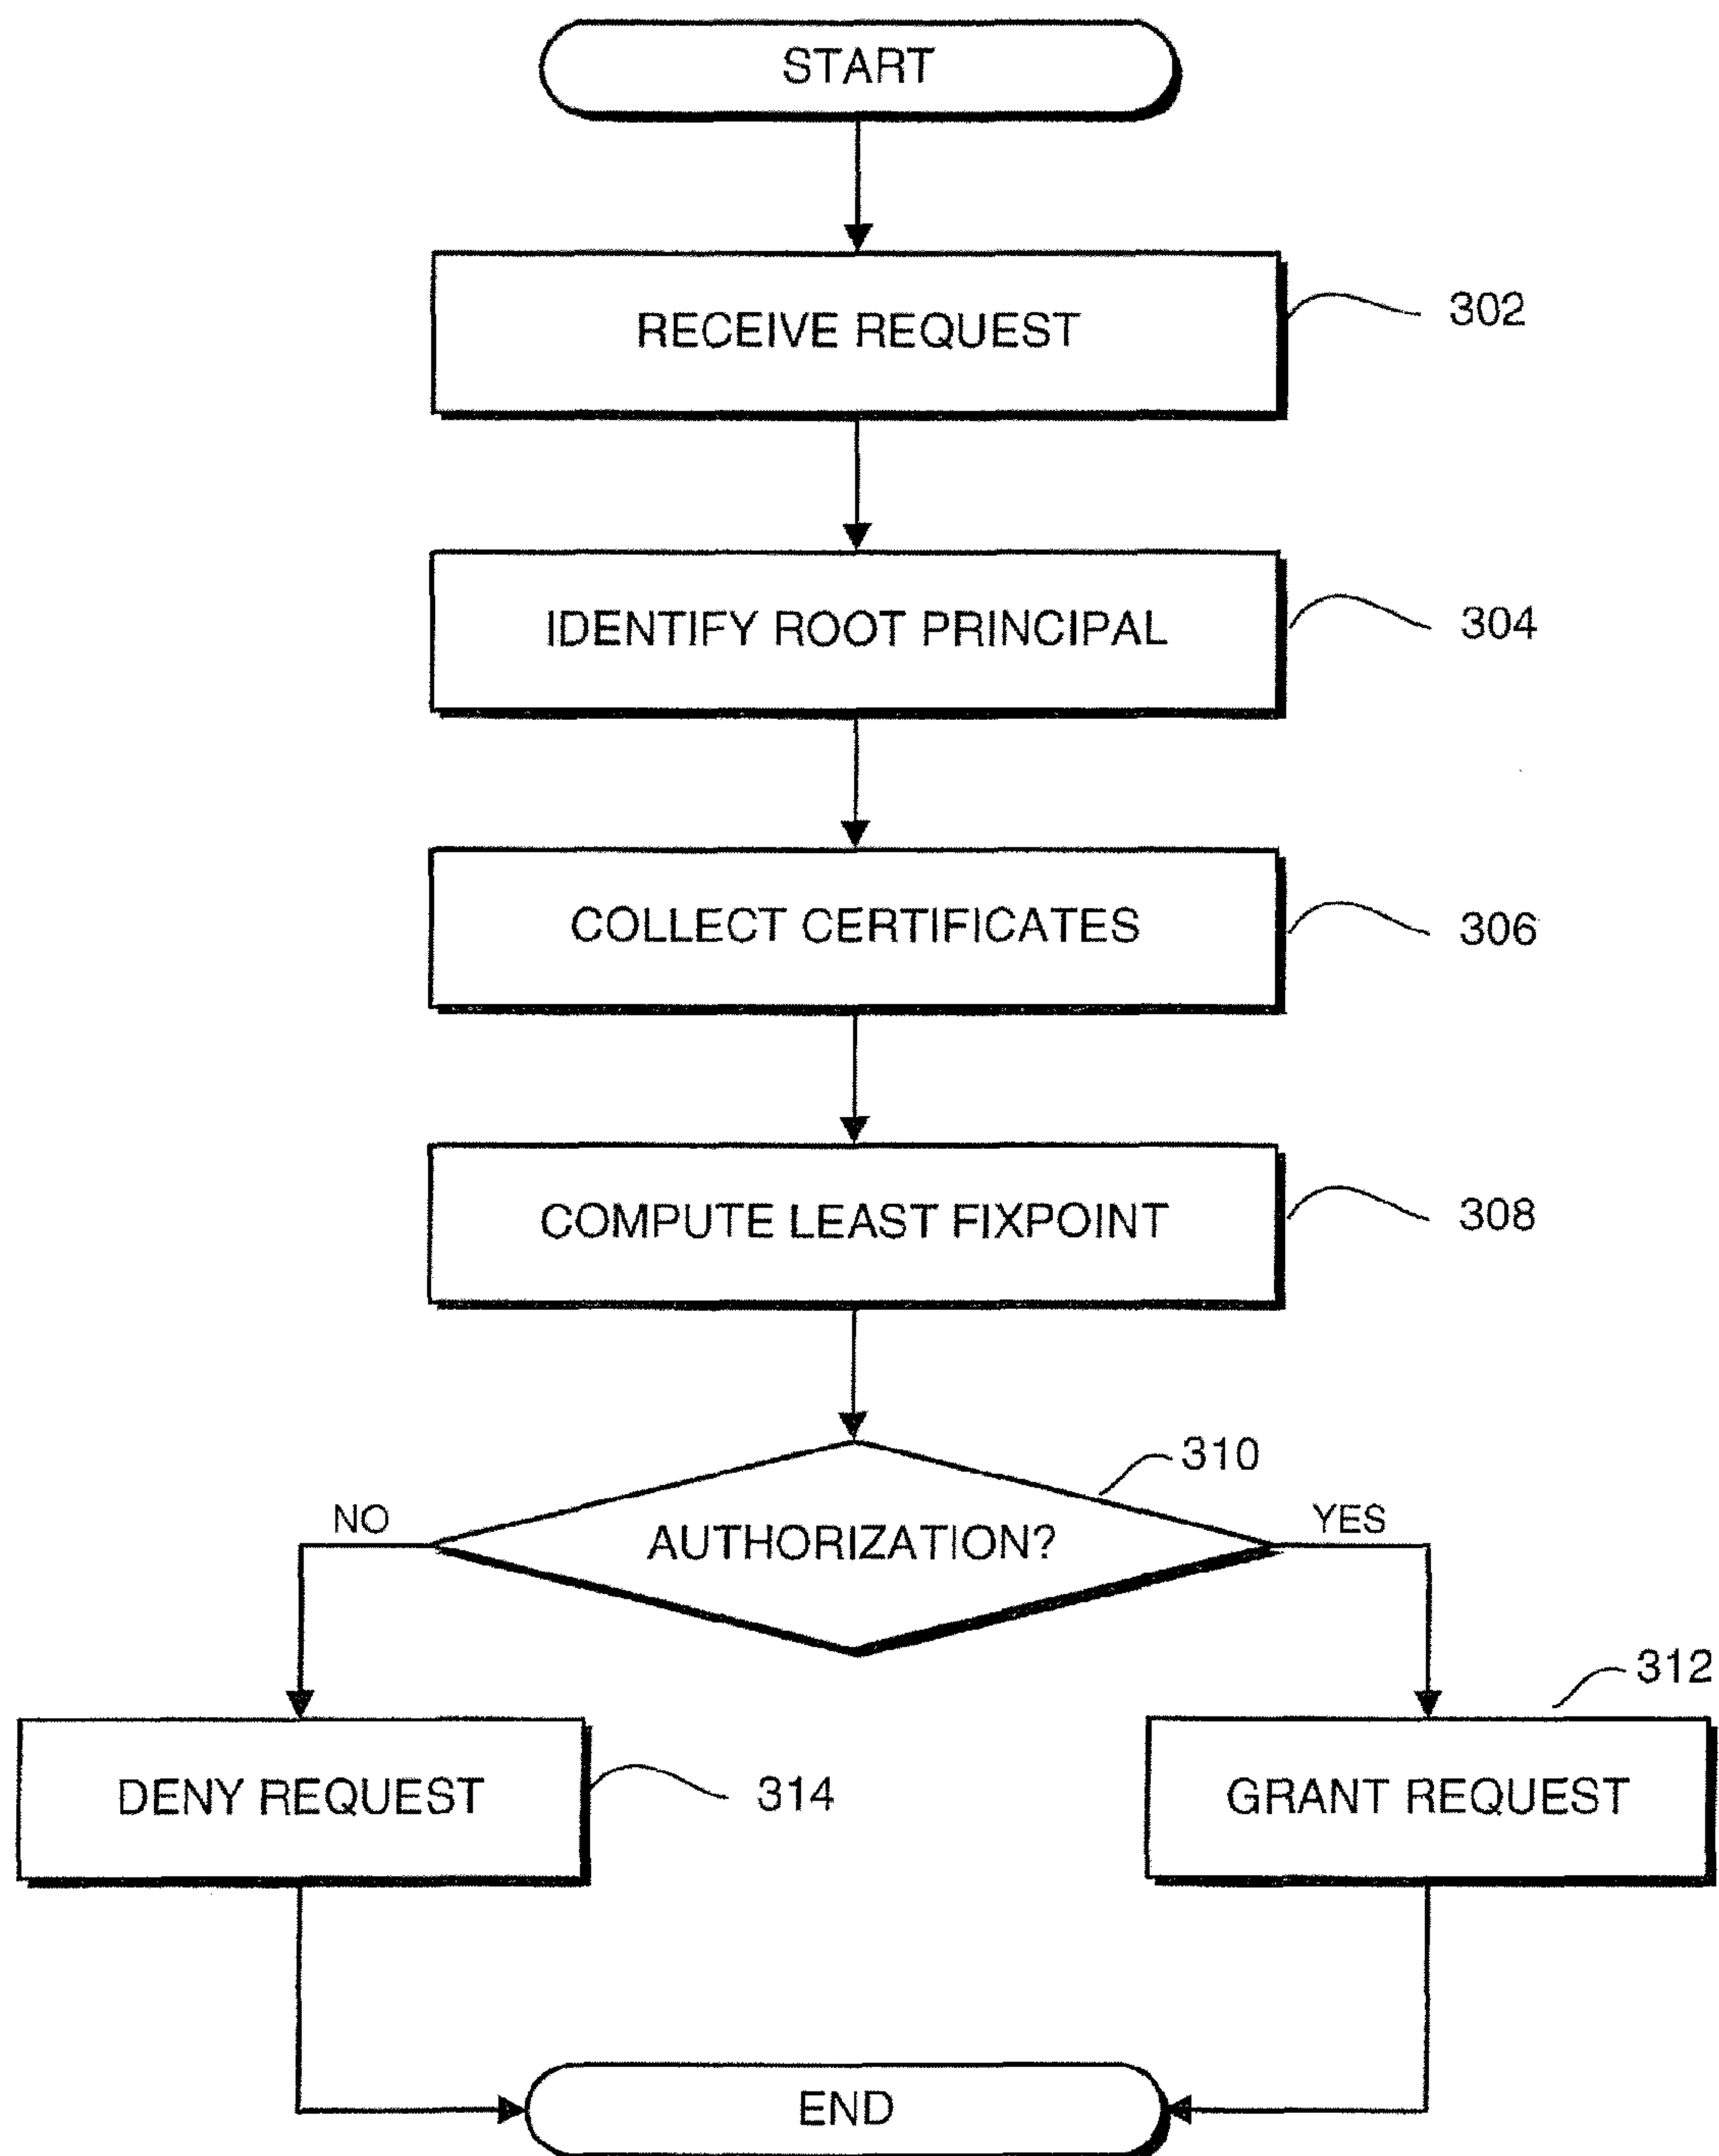 START
RECEIVE REQUEST
302
IDENTIFY ROOT PRINCIPAL
304
COLLECT CERTIFICATES
306
COMPUTE LEAST FIXPOINT
308
310
NO
AUTHORIZATION?
YES
312
DENY REQUEST
314
GRANT REQUEST
END